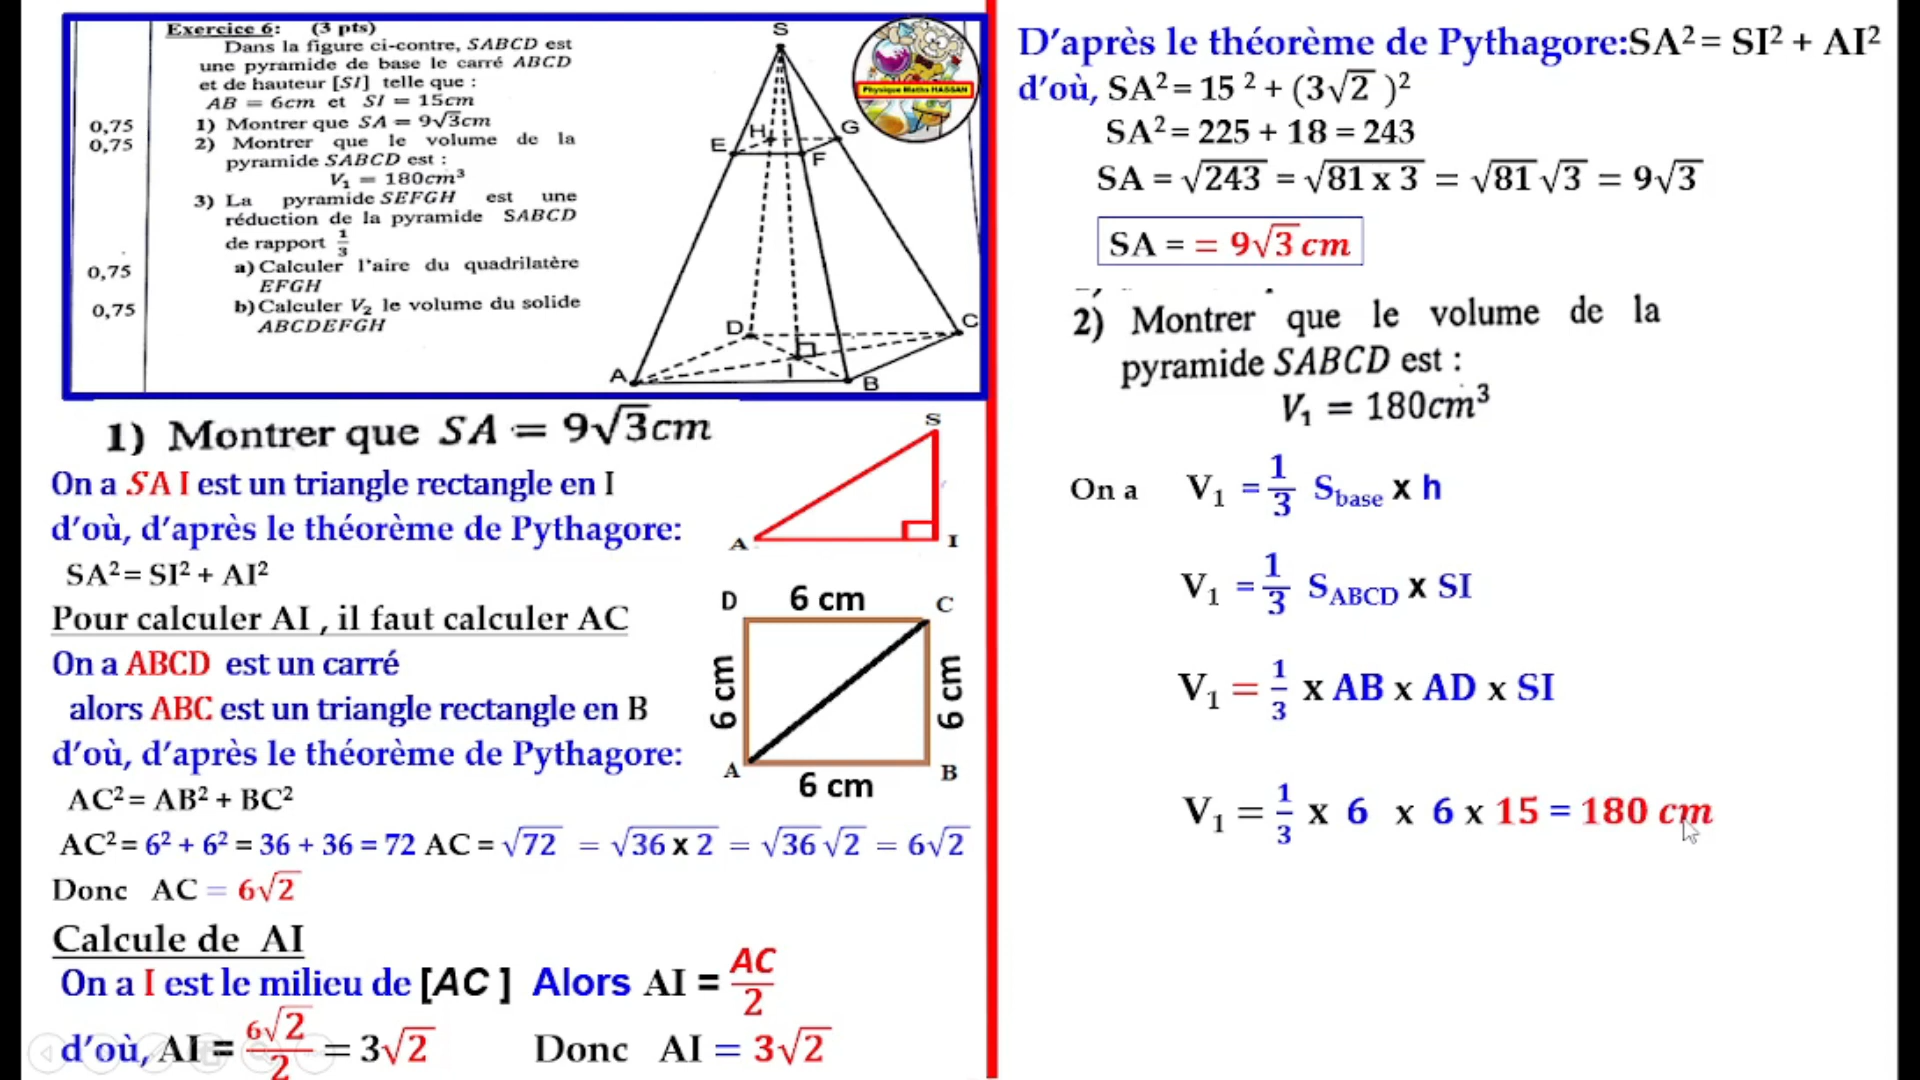 Exercice 6: (3 pts)
Dans la figure ci-contre, SABCD est
une pyramide de base le carré ABCD
et de hauteur [SI] telle que :
AB = 6cm et SI = 15cm
0,75 1) Montrer que SA = 9√3cm
0,75 2) Montrer que le volume de la
pyramide SABCD est :
V₁ = 180cm³
3) La pyramide SEFGH est une
réduction de la pyramide SABCD
de rapport 1/3
0,75 a) Calculer l'aire du quadrilatère
EFGH
0,75 b) Calculer V₂ le volume du solide
ABCDEFGH
S
Physique Maths HASSAN
E H G F
D C
A I B
1) Montrer que SA = 9√3cm
On a SA I est un triangle rectangle en I
d'où, d'après le théorème de Pythagore:
SA²= SI² + AI²
S
A I
Pour calculer AI , il faut calculer AC
On a ABCD est un carré
alors ABC est un triangle rectangle en B
d'où, d'après le théorème de Pythagore:
D 6 cm C
6 cm 6 cm
A 6 cm B
AC²= AB² + BC²
AC²= 6² + 6² = 36 + 36 = 72 AC = √72 = √36 x 2 = √36 √2 = 6√2
Donc AC = 6√2
Calcule de AI
On a I est le milieu de [AC ] Alors AI = AC/2
d'où, AI = 6√2/2 = 3√2 Donc AI = 3√2
D'après le théorème de Pythagore:SA²= SI² + AI²
d'où, SA²= 15 ² + (3√2 )²
SA²= 225 + 18 = 243
SA = √243 = √81 x 3 = √81 √3 = 9√3
SA = = 9√3 cm
2) Montrer que le volume de la
pyramide SABCD est :
V₁ = 180cm³
On a V₁ = 1/3 Sbase x h
V₁ = 1/3 SABCD x SI
V₁ = 1/3 x AB x AD x SI
V₁ = 1/3 x 6 x 6 x 15 = 180 cm